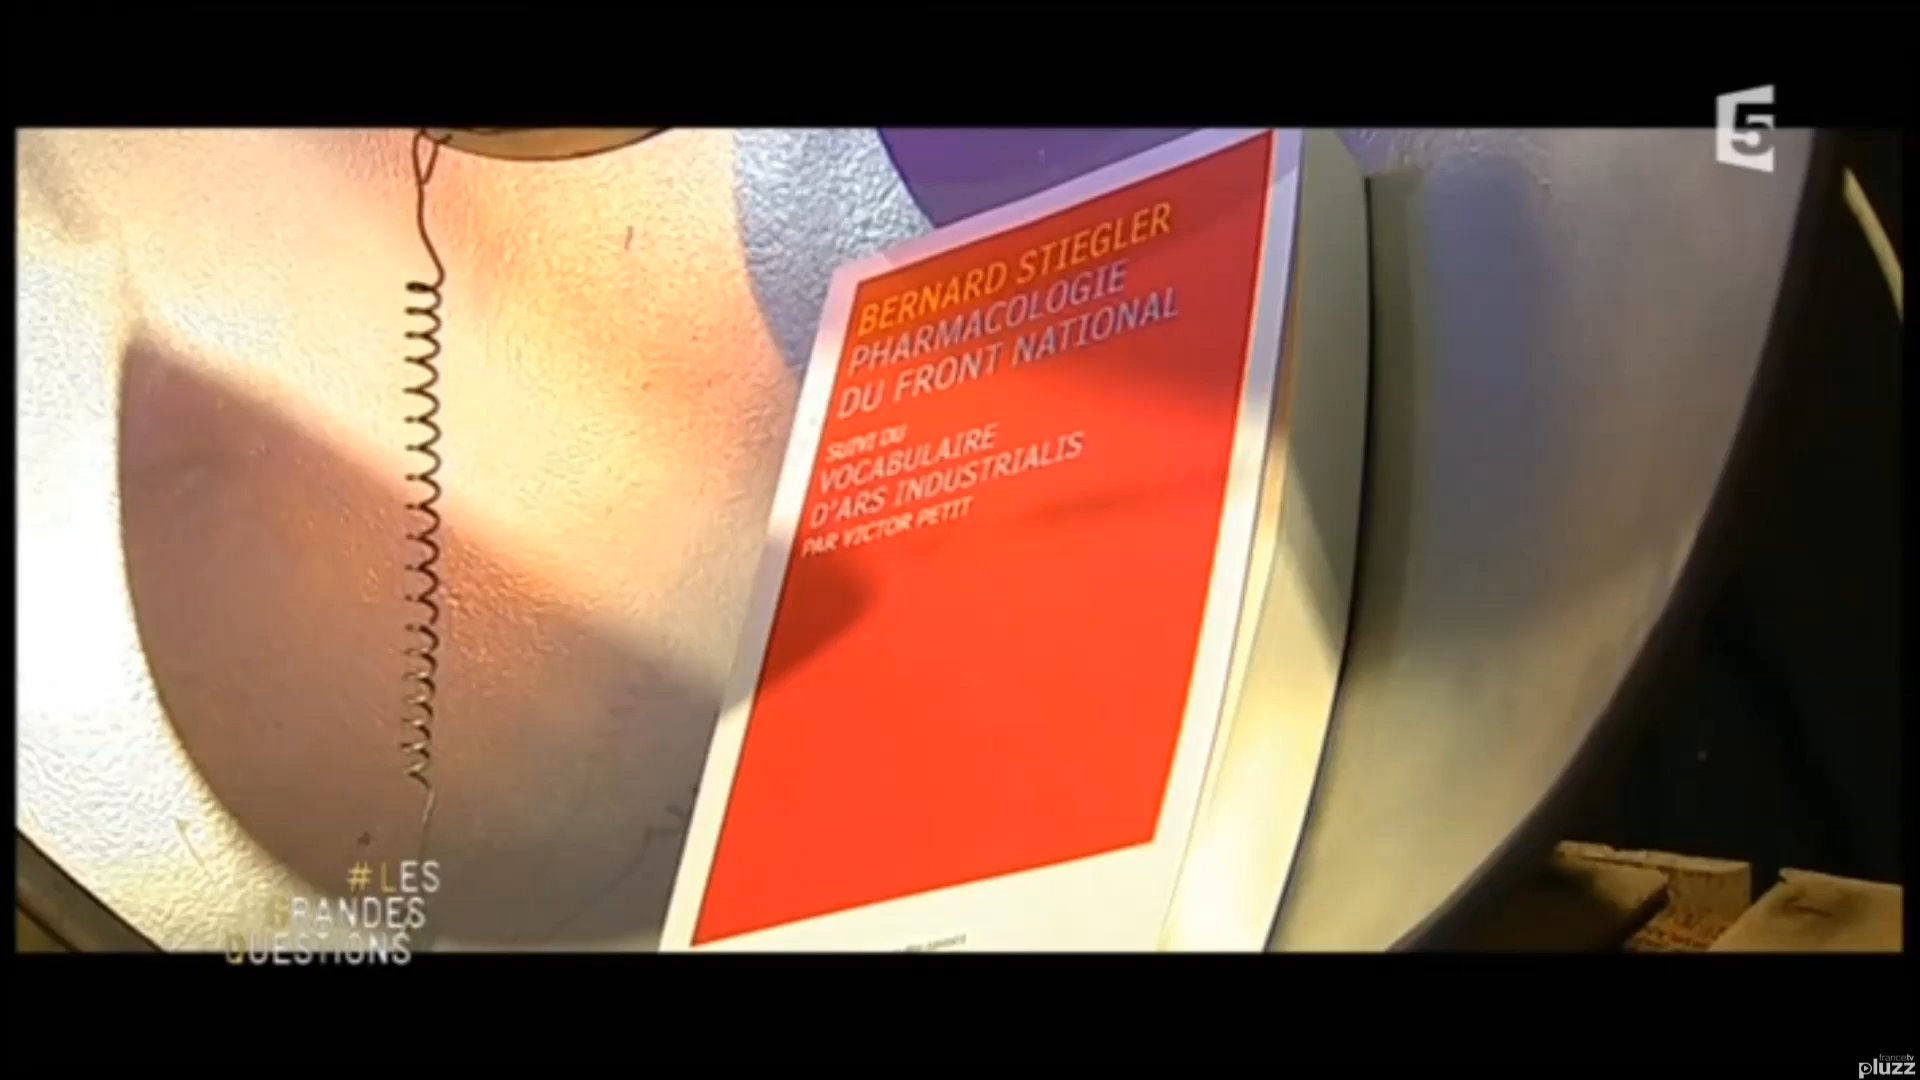 5
BERNARD STIEGLER
PHARMACOLOGIE
DU FRONT NATIONAL
SUIVI DU
VOCABULAIRE
D'ARS INDUSTRIALIS
PAR VICTOR PETIT
#LES
GRANDES
QUESTIONS
francetv
pluzz